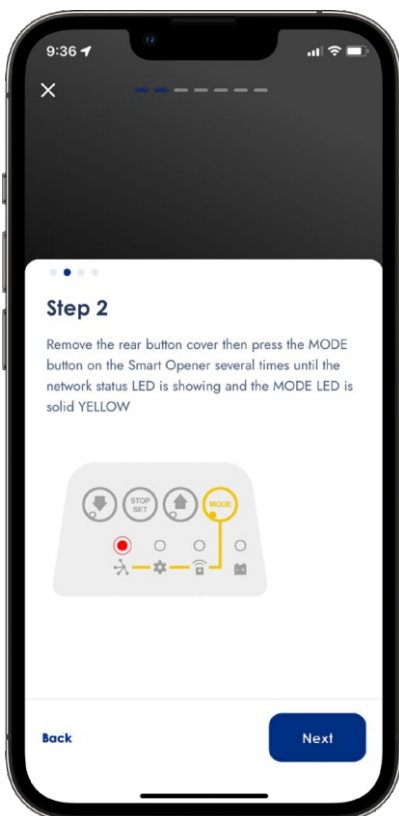 9:36
Step 2
Remove the rear button cover then press the MODE
button on the Smart Opener several times until the
network status LED is showing and the MODE LED is
solid YELLOW
STOP
SET
MODE
Back
Next